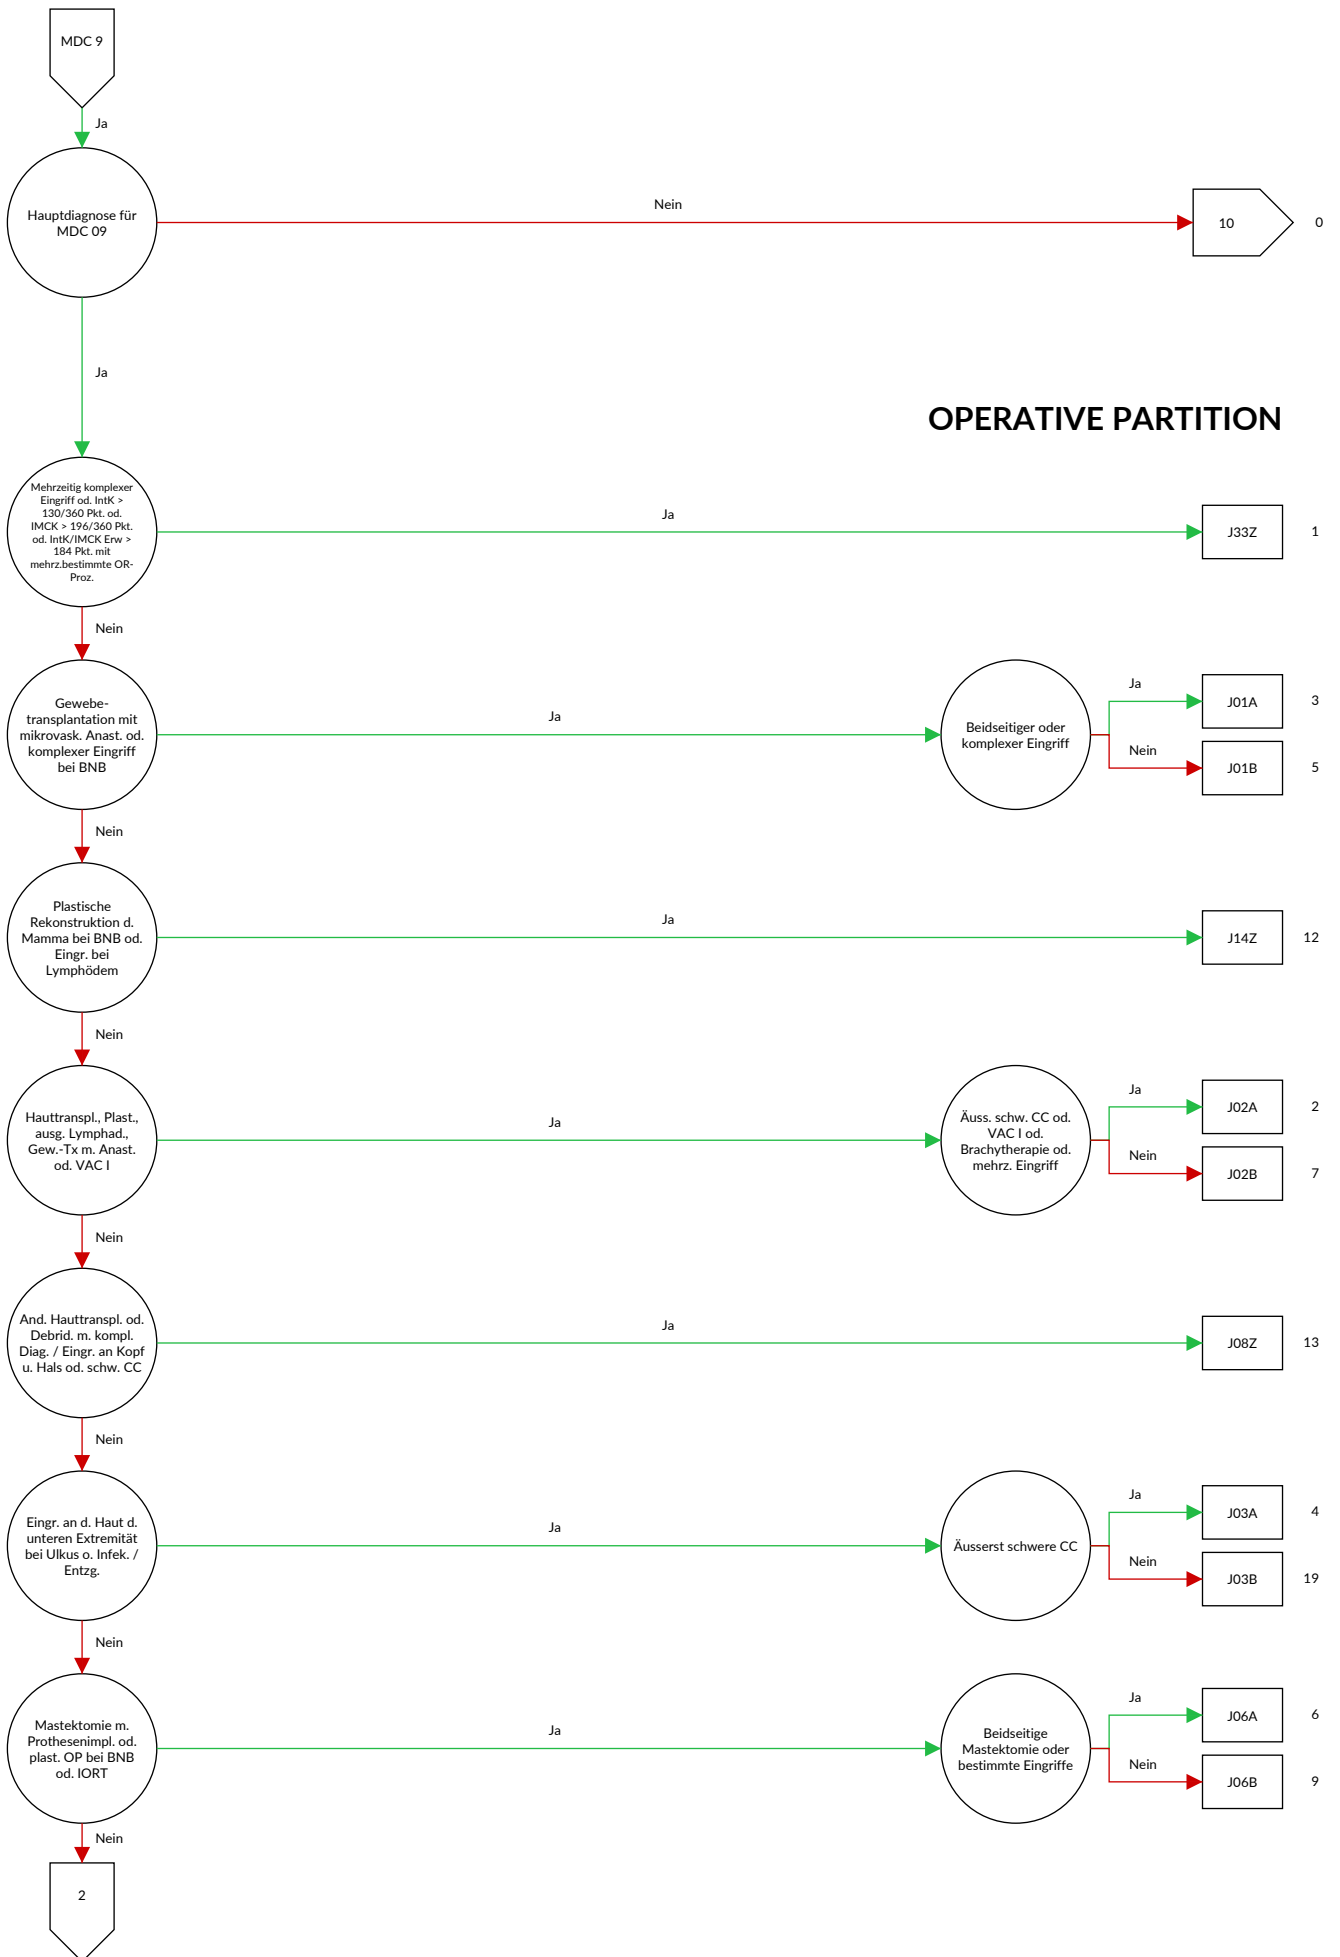 MDC 9
Ja
Hauptdiagnose für
MDC 09
Nein
10
0
Ja
OPERATIVE PARTITION
Mehrzeitig komplexer
Eingriff od. IntK >
130/360 Pkt. od.
IMCK > 196/360 Pkt.
od. IntK/IMCK Erw >
184 Pkt. mit
mehrz.bestimmte OR-
Proz.
Ja
J33Z
1
Nein
Gewebe-
transplantation mit
mikrovask. Anast. od.
komplexer Eingriff
bei BNB
Ja
Beidseitiger oder
komplexer Eingriff
Ja
J01A
3
Nein
J01B
5
Nein
Plastische
Rekonstruktion d.
Mamma bei BNB od.
Eingr. bei
Lymphödem
Ja
J14Z
12
Nein
Hauttranspl., Plast.,
ausg. Lymphad.,
Gew.-Tx m. Anast.
od. VAC I
Ja
Äuss. schw. CC od.
VAC I od.
Brachytherapie od.
mehrz. Eingriff
Ja
J02A
2
Nein
J02B
7
Nein
And. Hauttranspl. od.
Debrid. m. kompl.
Diag. / Eingr. an Kopf
u. Hals od. schw. CC
Ja
J08Z
13
Nein
Eingr. an d. Haut d.
unteren Extremität
bei Ulkus o. Infek. /
Entzg.
Ja
Äusserst schwere CC
Ja
J03A
4
Nein
J03B
19
Nein
Mastektomie m.
Prothesenimpl. od.
plast. OP bei BNB
od. IORT
Ja
Beidseitige
Mastektomie oder
bestimmte Eingriffe
Ja
J06A
6
Nein
J06B
9
Nein
2